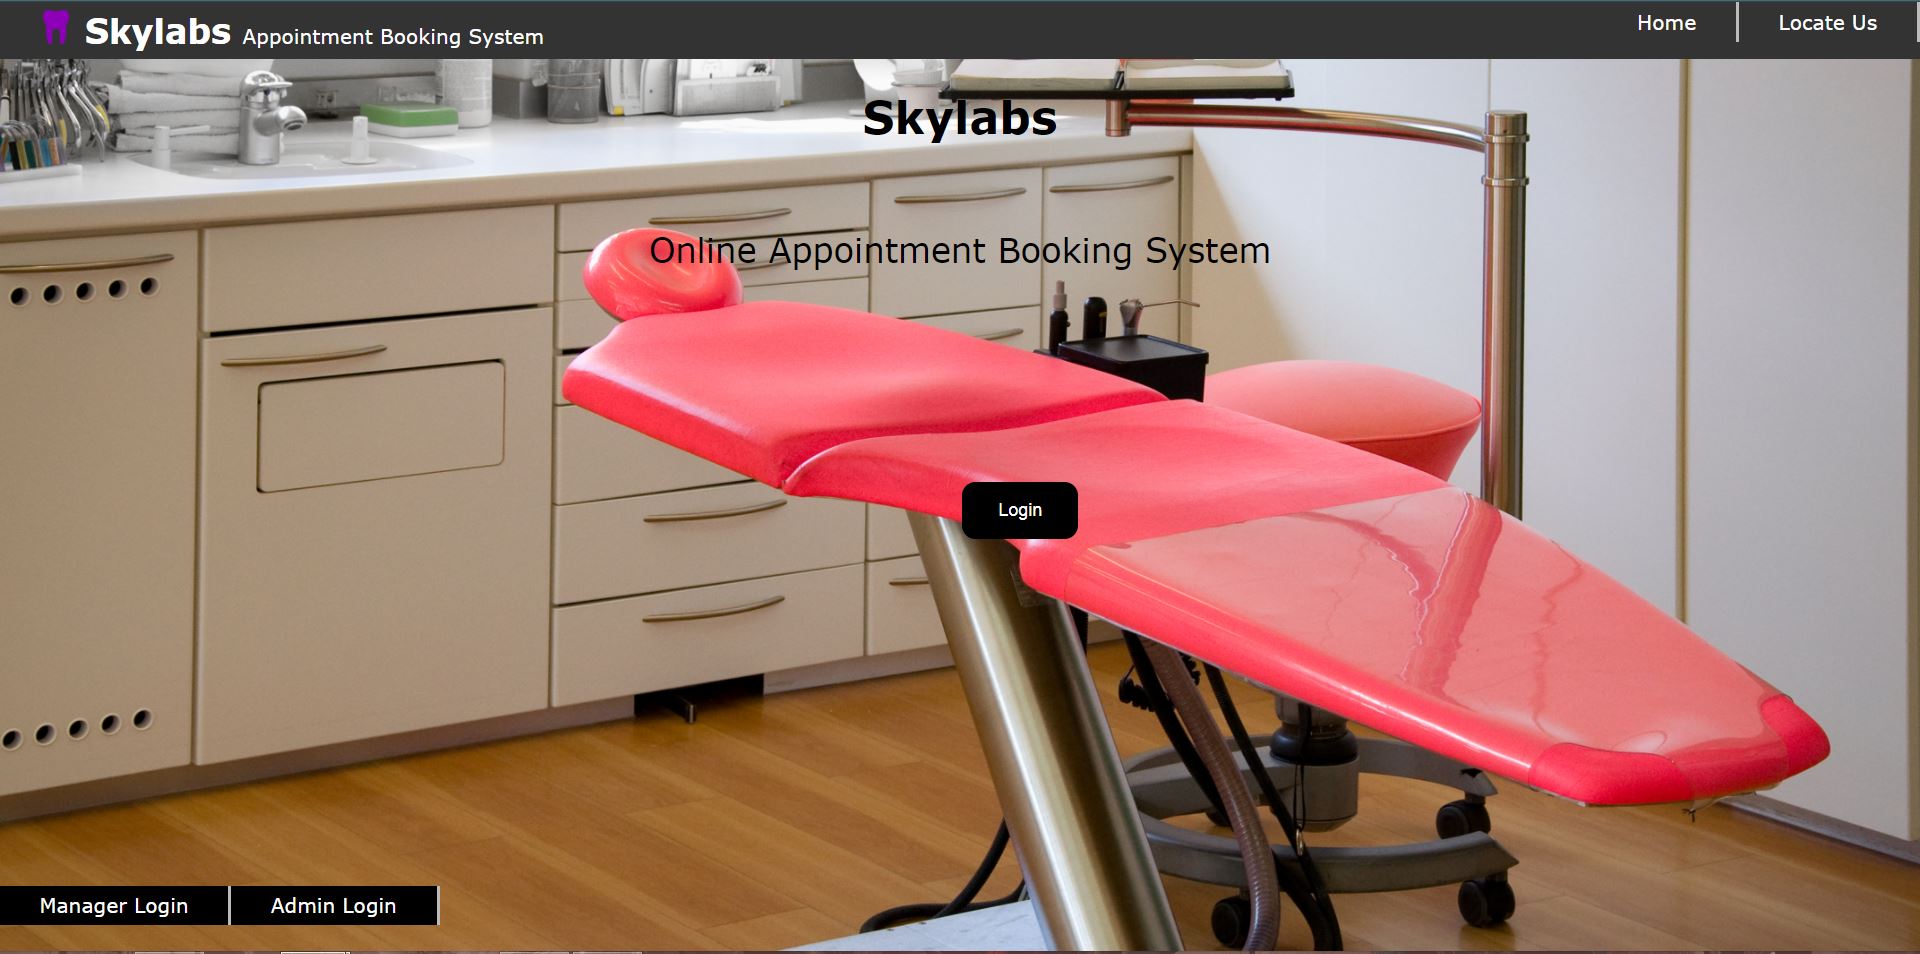 Skylabs Appointment Booking System
Home
Locate Us
Skylabs
Online Appointment Booking System
Login
Manager Login
Admin Login